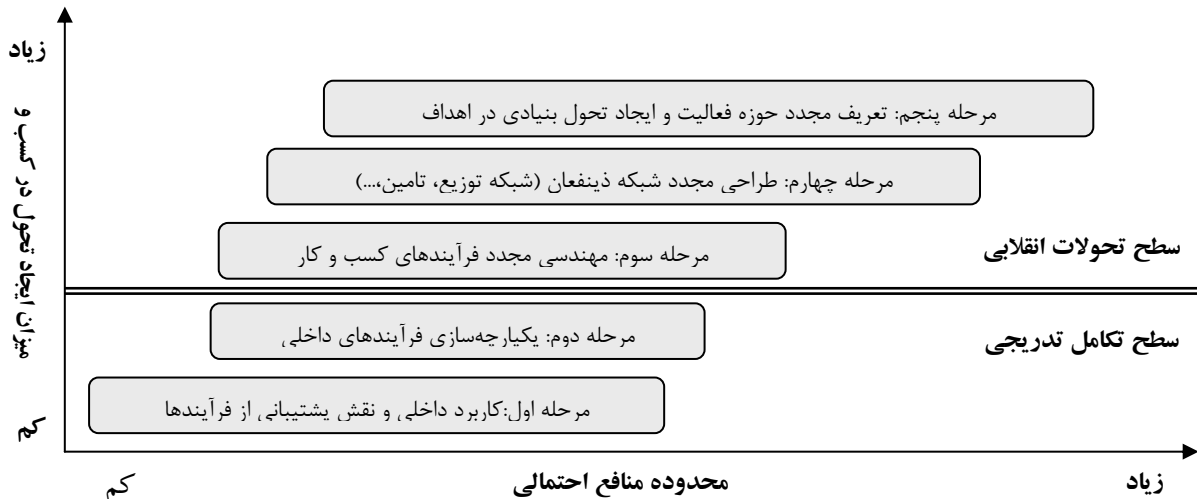 زیاد
مرحله پنجم: تعریف مجدد حوزه فعالیت و ایجاد تحول بنیادی در اهداف
مرحله چهارم: طراحی مجدد شبکه ذینفعان (شبکه توزیع، تامین،...)
مرحله سوم: مهندسی مجدد فرآیندهای کسب و کار
سطح تحولات انقلابی
میزان ایجاد تحول در کسب و
مرحله دوم: یکپارچه‌سازی فرآیندهای داخلی
سطح تکامل تدریجی
مرحله اول:کاربرد داخلی و نقش پشتیبانی از فرآیندها
کم
کم
محدوده منافع احتمالی
زیاد